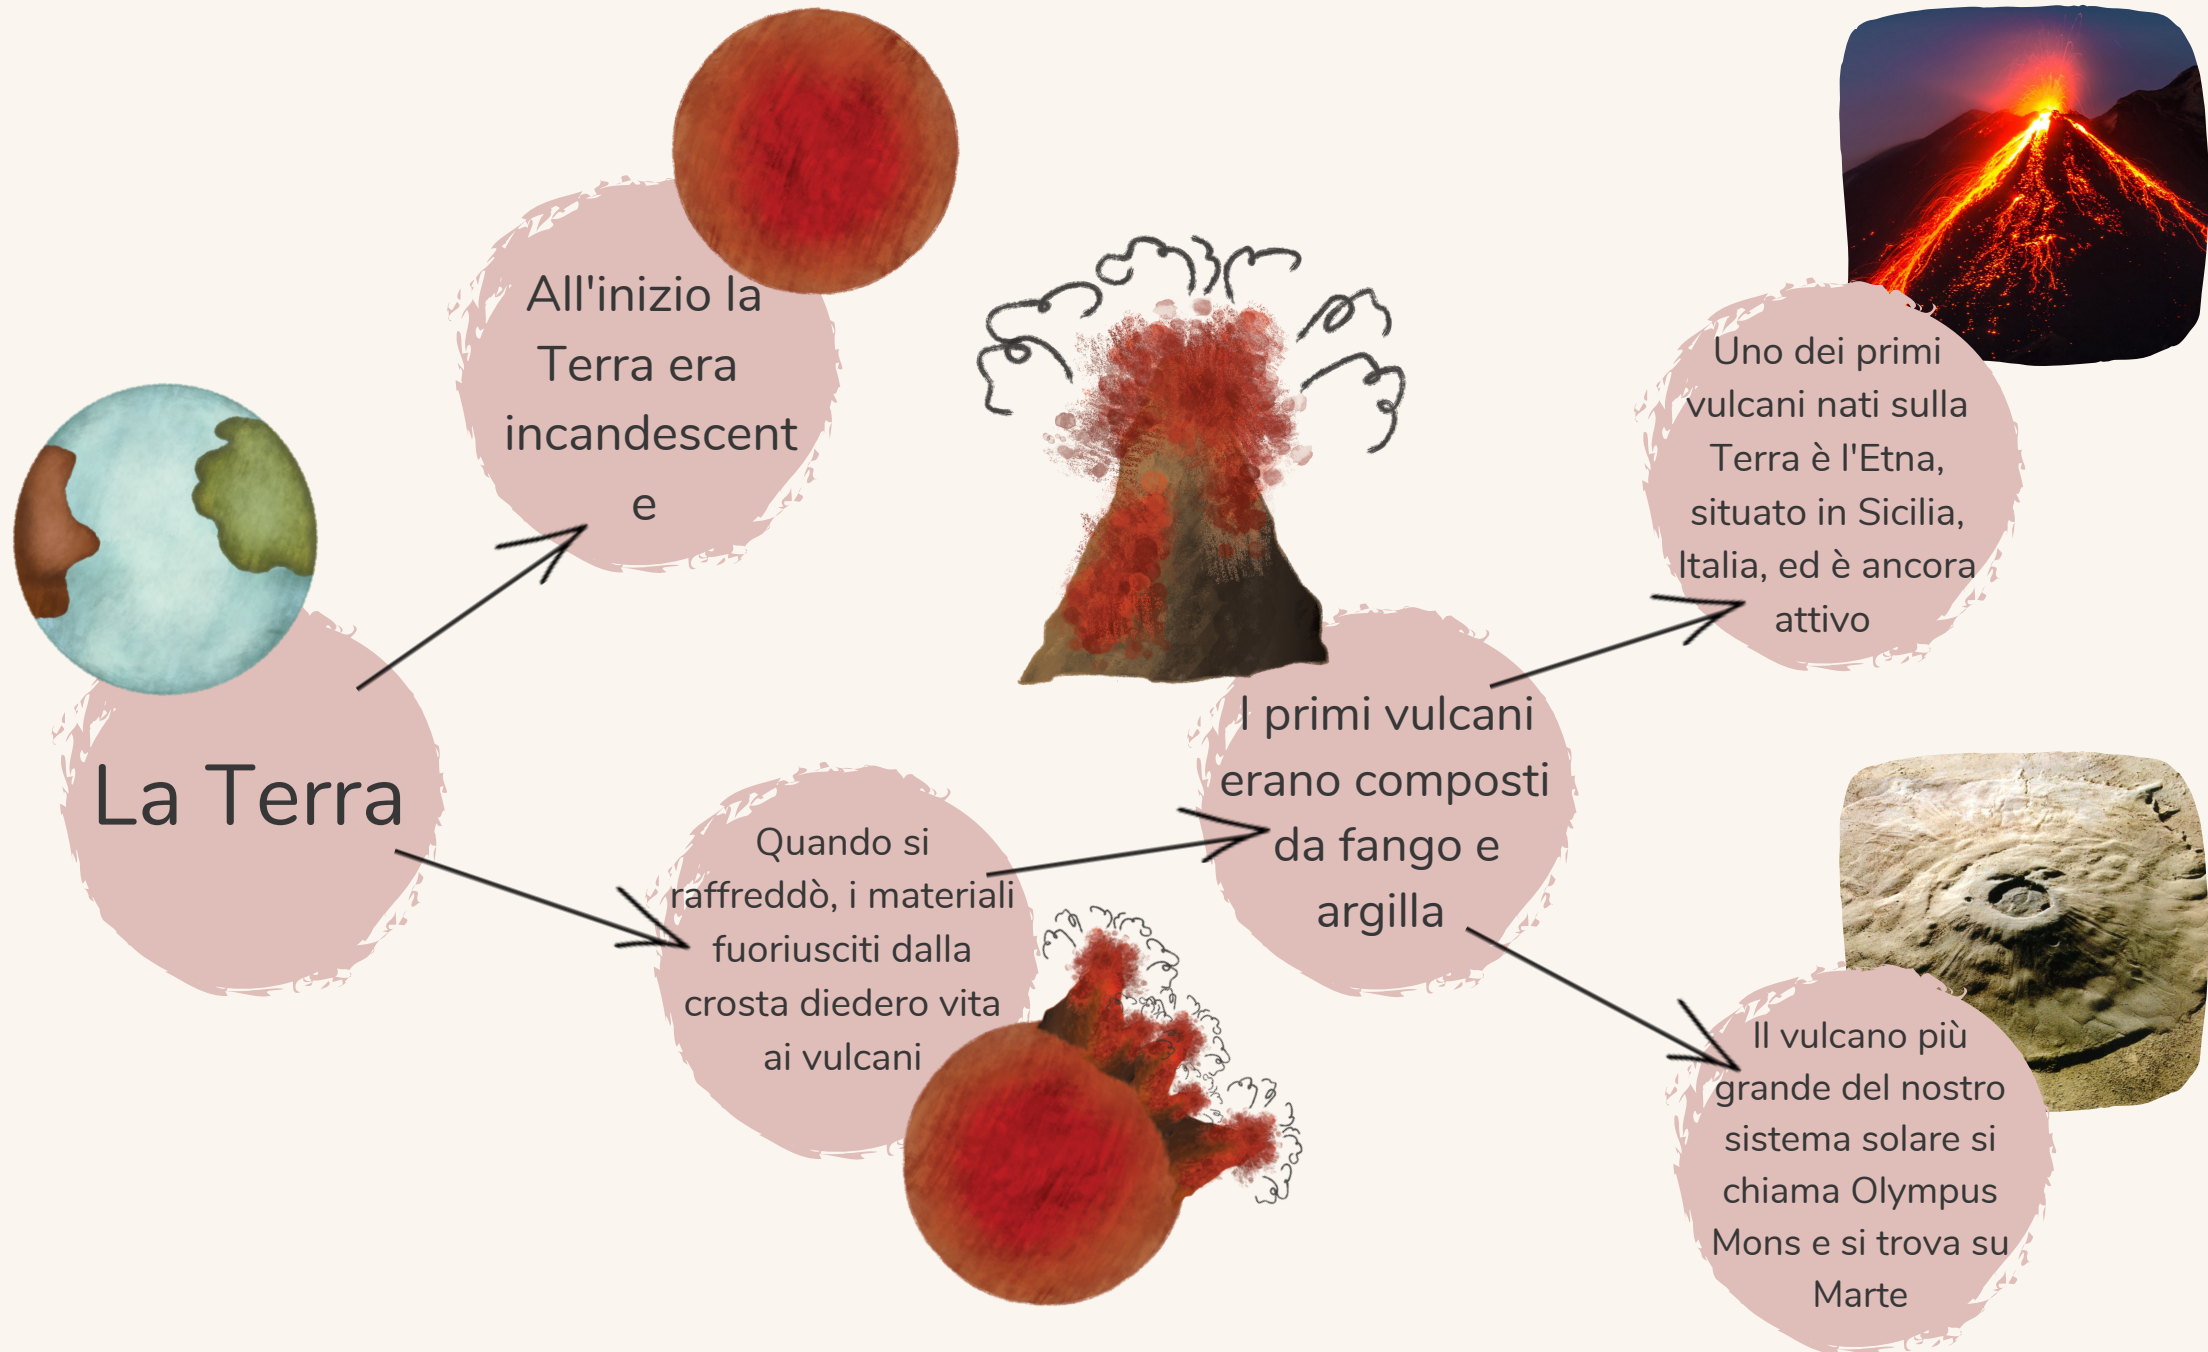 La Terra
All'inizio la
Terra era
incandescent
e
Quando si
raffreddò, i materiali
fuoriusciti dalla
crosta diedero vita
ai vulcani
I primi vulcani
erano composti
da fango e
argilla
Uno dei primi
vulcani nati sulla
Terra è l'Etna,
situato in Sicilia,
Italia, ed è ancora
attivo
Il vulcano più
grande del nostro
sistema solare si
chiama Olympus
Mons e si trova su
Marte